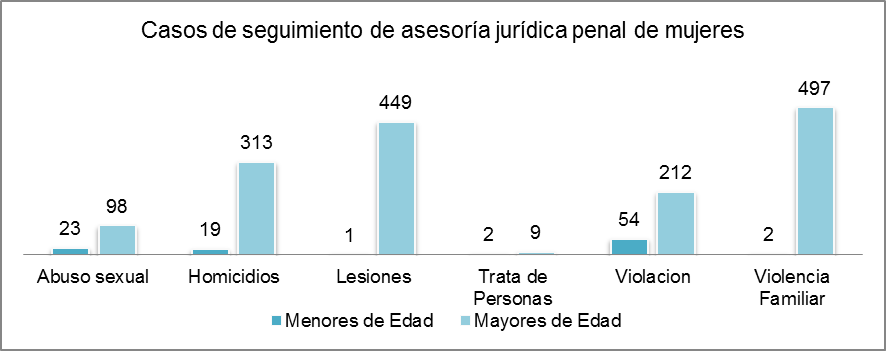 Casos de seguimiento de asesoría jurídica penal de mujeres
23
98
19
313
1
449
2
9
54
212
2
497
Abuso sexual
Homicidios
Lesiones
Trata de
Personas
Violacion
Violencia
Familiar
Menores de Edad
Mayores de Edad